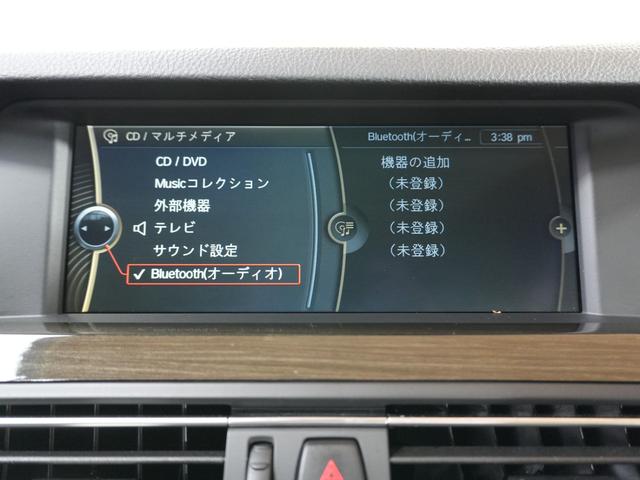 CD / マルチメディア
CD / DVD
Musicコレクション
外部機器
テレビ
サウンド設定
✓ Bluetooth(オーディオ)
Bluetooth(オーディ... 3:38 pm
機器の追加
（未登録）
（未登録）
（未登録）
（未登録）